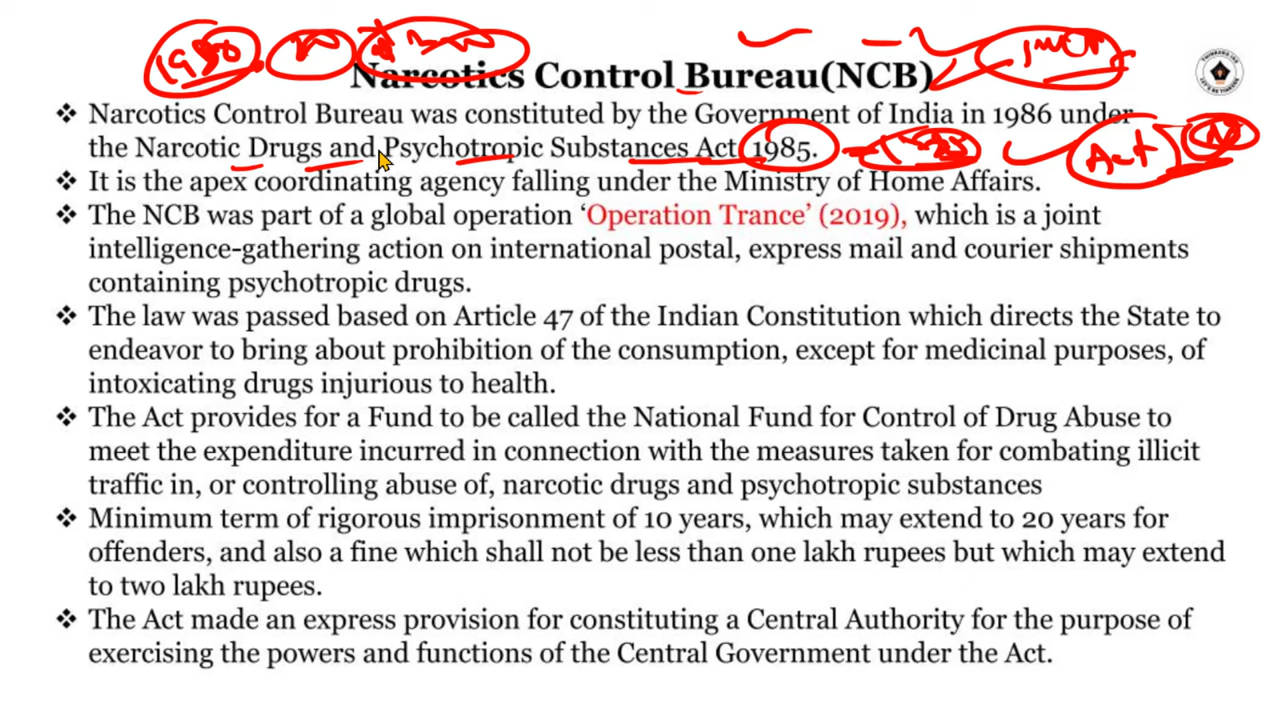 Narcotics Control Bureau(NCB)
❖ Narcotics Control Bureau was constituted by the Government of India in 1986 under
the Narcotic Drugs and Psychotropic Substances Act 1985.
Act
❖ It is the apex coordinating agency falling under the Ministry of Home Affairs.
❖ The NCB was part of a global operation ‘Operation Trance’ (2019), which is a joint
intelligence-gathering action on international postal, express mail and courier shipments
containing psychotropic drugs.
❖ The law was passed based on Article 47 of the Indian Constitution which directs the State to
endeavor to bring about prohibition of the consumption, except for medicinal purposes, of
intoxicating drugs injurious to health.
❖ The Act provides for a Fund to be called the National Fund for Control of Drug Abuse to
meet the expenditure incurred in connection with the measures taken for combating illicit
traffic in, or controlling abuse of, narcotic drugs and psychotropic substances
❖ Minimum term of rigorous imprisonment of 10 years, which may extend to 20 years for
offenders, and also a fine which shall not be less than one lakh rupees but which may extend
to two lakh rupees.
❖ The Act made an express provision for constituting a Central Authority for the purpose of
exercising the powers and functions of the Central Government under the Act.